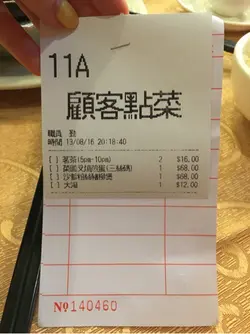 11A
顧客點菜
職員 勤
時間 13/08/16 20:18:40
[ ] 茗茶(5pm-10pm) 2 $16.00
[ ] 1 $68.00
[ ] 1 $68.00
[ ] 大湯 1 $12.00
№140460